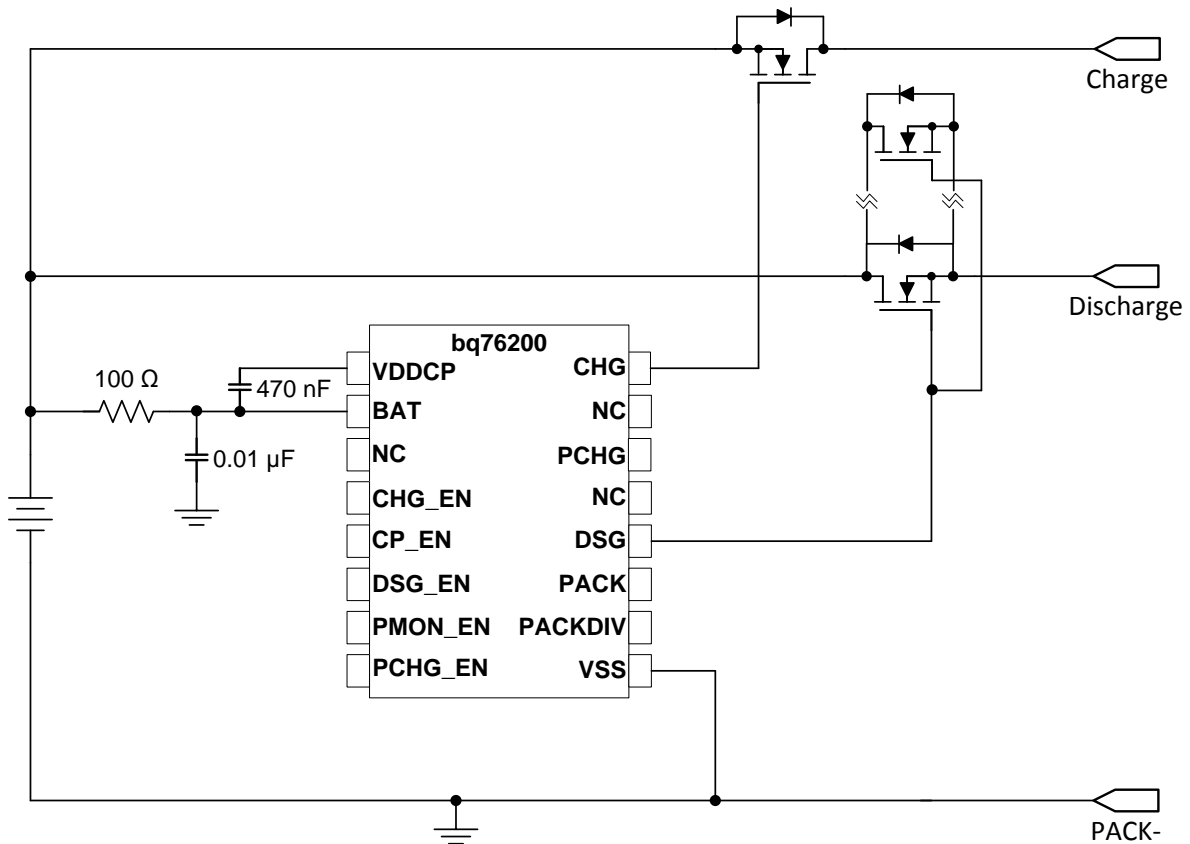 Charge
Discharge
bq76200
VDDCP
CHG
100 Ω
470 nF
BAT
NC
0.01 µF
NC
PCHG
CHG_EN
NC
CP_EN
DSG
DSG_EN
PACK
PMON_EN
PACKDIV
PCHG_EN
VSS
PACK-